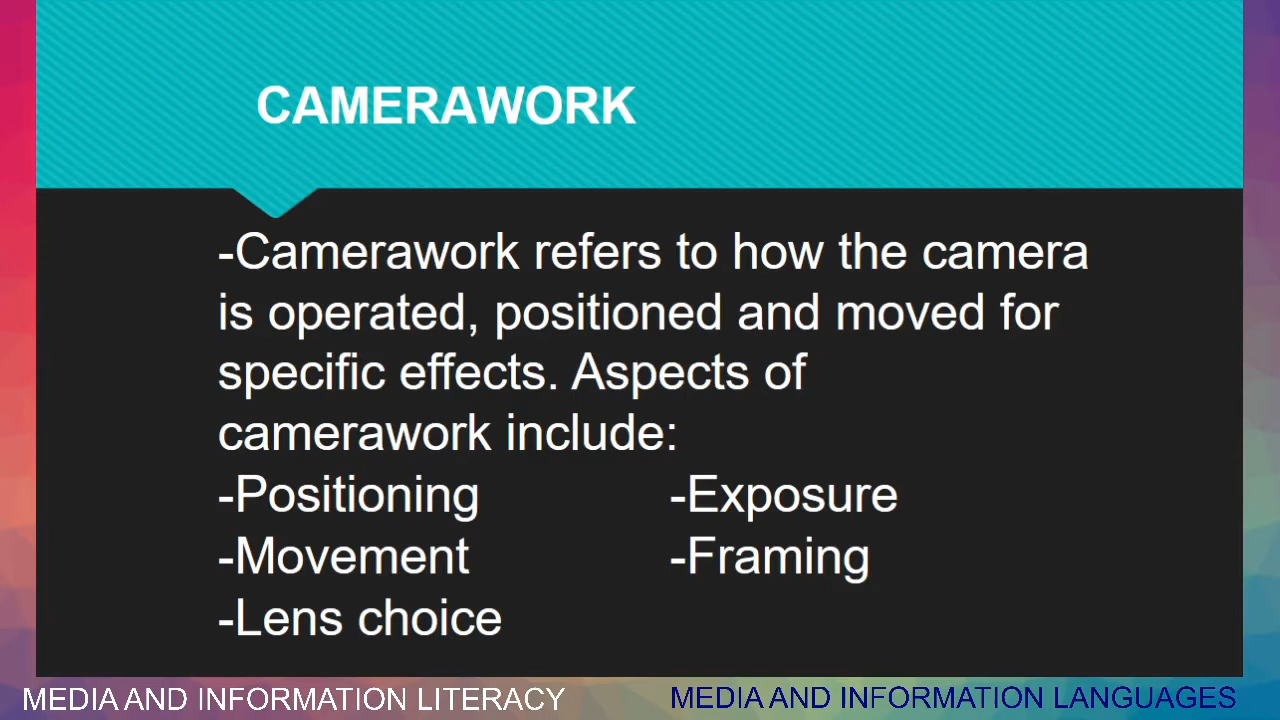 CAMERAWORK
-Camerawork refers to how the camera
is operated, positioned and moved for
specific effects. Aspects of
camerawork include:
-Positioning -Exposure
-Movement -Framing
-Lens choice
MEDIA AND INFORMATION LITERACY
MEDIA AND INFORMATION LANGUAGES